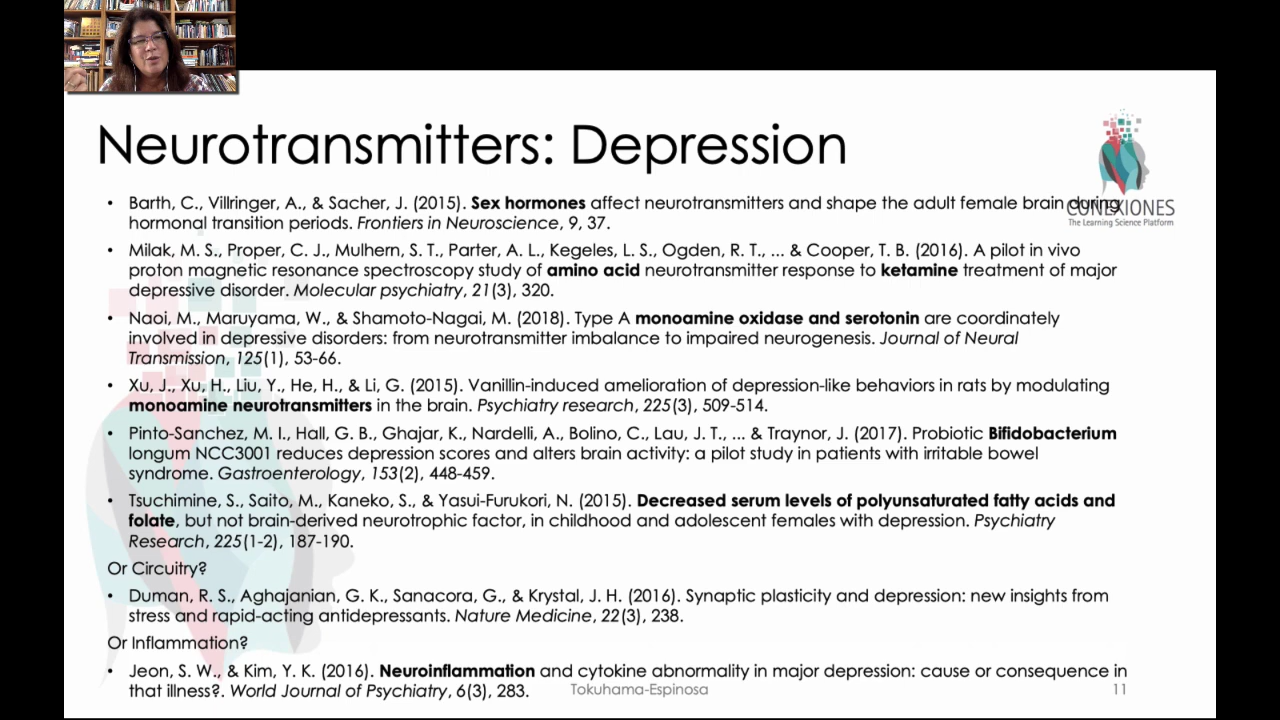 Neurotransmitters: Depression
CONEXIONES
The Learning Science Platform
• Barth, C., Villringer, A., & Sacher, J. (2015). Sex hormones affect neurotransmitters and shape the adult female brain during
hormonal transition periods. Frontiers in Neuroscience, 9, 37.
• Milak, M. S., Proper, C. J., Mulhern, S. T., Parter, A. L., Kegeles, L. S., Ogden, R. T., ... & Cooper, T. B. (2016). A pilot in vivo
proton magnetic resonance spectroscopy study of amino acid neurotransmitter response to ketamine treatment of major
depressive disorder. Molecular psychiatry, 21(3), 320.
• Naoi, M., Maruyama, W., & Shamoto-Nagai, M. (2018). Type A monoamine oxidase and serotonin are coordinately
involved in depressive disorders: from neurotransmitter imbalance to impaired neurogenesis. Journal of Neural
Transmission, 125(1), 53-66.
• Xu, J., Xu, H., Liu, Y., He, H., & Li, G. (2015). Vanillin-induced amelioration of depression-like behaviors in rats by modulating
monoamine neurotransmitters in the brain. Psychiatry research, 225(3), 509-514.
• Pinto-Sanchez, M. I., Hall, G. B., Ghajar, K., Nardelli, A., Bolino, C., Lau, J. T., ... & Traynor, J. (2017). Probiotic Bifidobacterium
longum NCC3001 reduces depression scores and alters brain activity: a pilot study in patients with irritable bowel
syndrome. Gastroenterology, 153(2), 448-459.
• Tsuchimine, S., Saito, M., Kaneko, S., & Yasui-Furukori, N. (2015). Decreased serum levels of polyunsaturated fatty acids and
folate, but not brain-derived neurotrophic factor, in childhood and adolescent females with depression. Psychiatry
Research, 225(1-2), 187-190.
Or Circuitry?
• Duman, R. S., Aghajanian, G. K., Sanacora, G., & Krystal, J. H. (2016). Synaptic plasticity and depression: new insights from
stress and rapid-acting antidepressants. Nature Medicine, 22(3), 238.
Or Inflammation?
• Jeon, S. W., & Kim, Y. K. (2016). Neuroinflammation and cytokine abnormality in major depression: cause or consequence in
that illness?. World Journal of Psychiatry, 6(3), 283.
Tokuhama-Espinosa
11